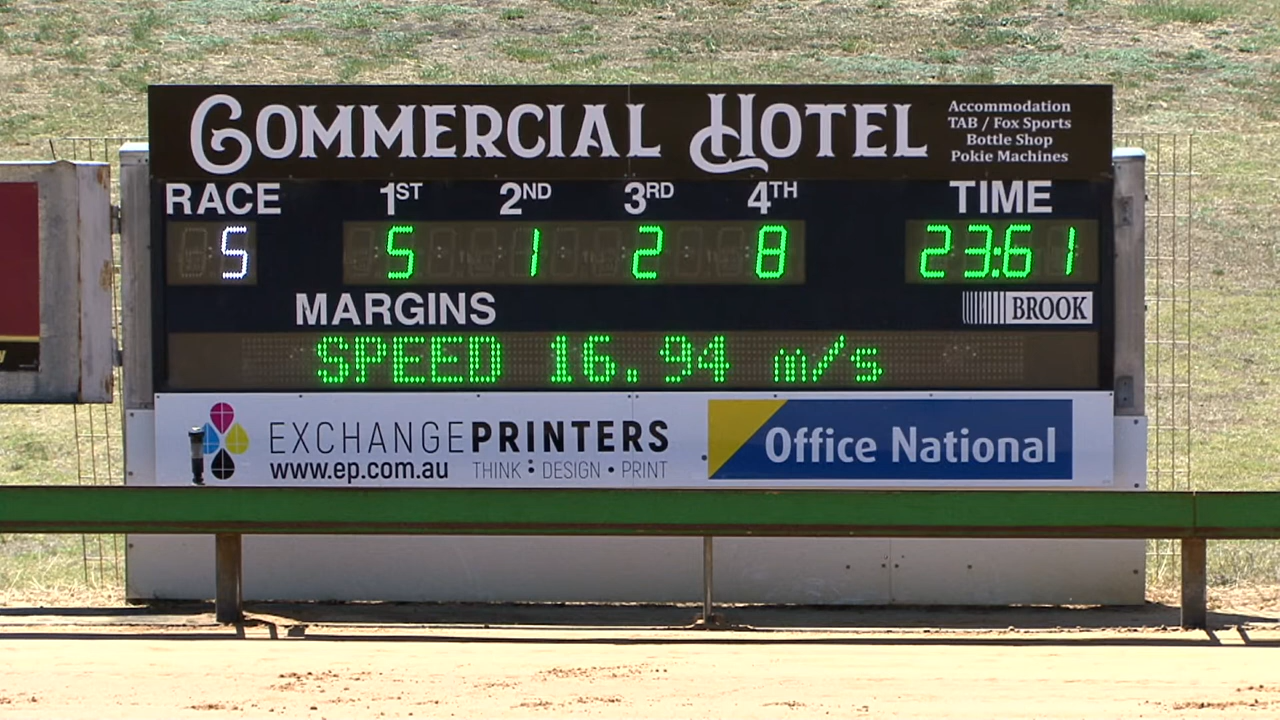 COMMERCIAL HOTEL
Accommodation
TAB / Fox Sports
Bottle Shop
Pokie Machines
RACE 1ST 2ND 3RD 4TH TIME
5 5 1 2 8 23:61
MARGINS
BROOK
SPEED 16.94 m/s
EXCHANGEPRINTERS
www.ep.com.au THINK : DESIGN • PRINT
Office National